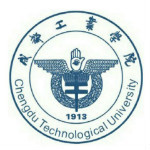 成都工业学院
1913
Chengdu Technological University